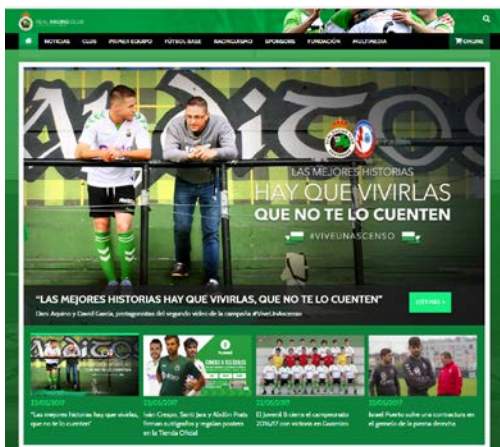 REAL RACING CLUB
NOTICIAS CLUB PRIMER EQUIPO FÚTBOL BASE RACINGUISMO SPONSORS FUNDACIÓN MULTIMEDIA ONLINE
LAS MEJORES HISTORIAS
HAY QUE VIVIRLAS
QUE NO TE LO CUENTEN
#VIVEUNASCENSO
"LAS MEJORES HISTORIAS HAY QUE VIVIRLAS, QUE NO TE LO CUENTEN"
Dani Aquino y David García, protagonistas del segundo vídeo de la campaña #ViveUnAscenso
LEER MÁS >
23/05/2017
"Las mejores historias hay que vivirlas, que no te lo cuenten"
23/05/2017
Iván Crespo, Santi Jara y Abdón Prats
firman autógrafos y regalan posters
en la Tienda Oficial
22/05/2017
El Juvenil B cierra el campeonato
2016/17 con victoria en Guarnizo
22/05/2017
Israel Puerto sufre una contractura en
el gemelo de la pierna derecha